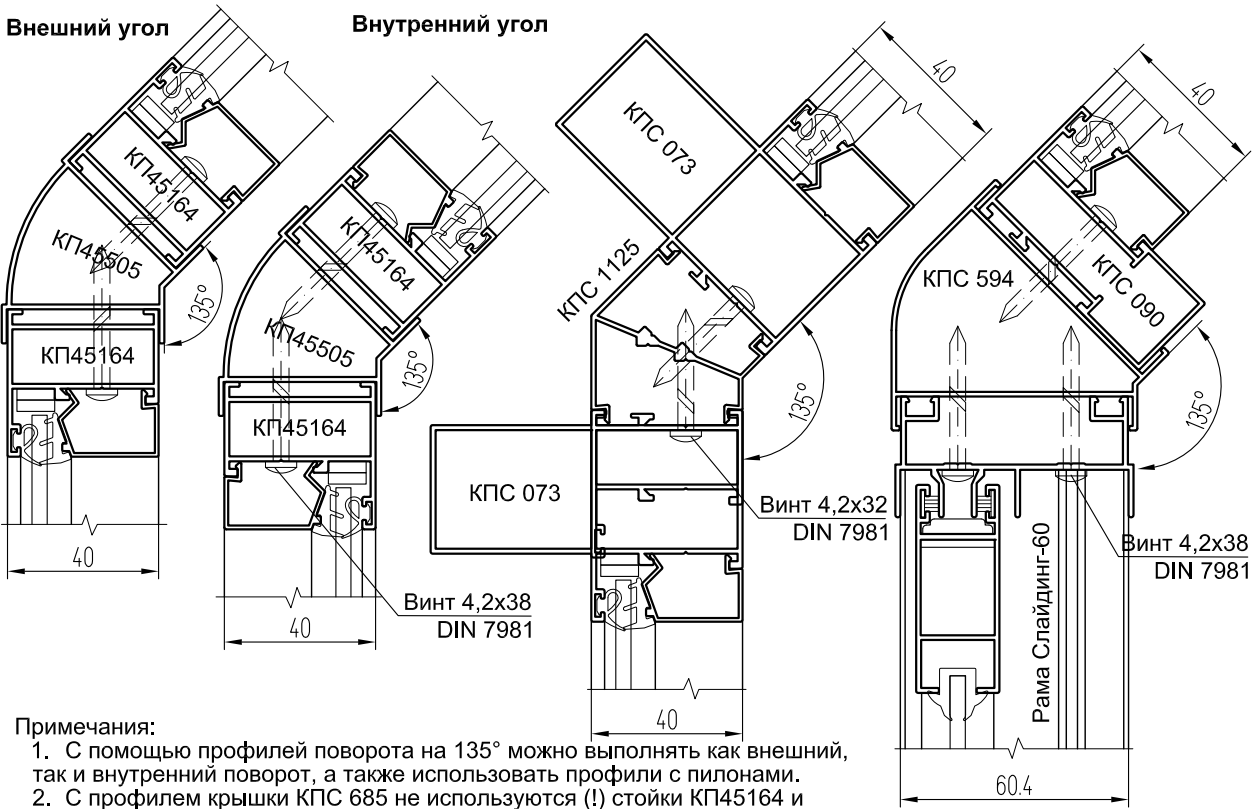 Внешний угол
Внутренний угол
КП45164
КП45505
135°
КП45164
40
КП45164
КП45505
135°
КП45164
40
Винт 4,2х38
DIN 7981
40
КПС 073
КПС 1125
135°
КПС 073
Винт 4,2х32
DIN 7981
40
40
КПС 594
КПС 090
135°
Винт 4,2х38
DIN 7981
Рама Слайдинг-60
60.4
Примечания:
1. С помощью профилей поворота на 135° можно выполнять как внешний,
так и внутренний поворот, а также использовать профили с пилонами.
2. С профилем крышки КПС 685 не используются (!) стойки КП45164 и